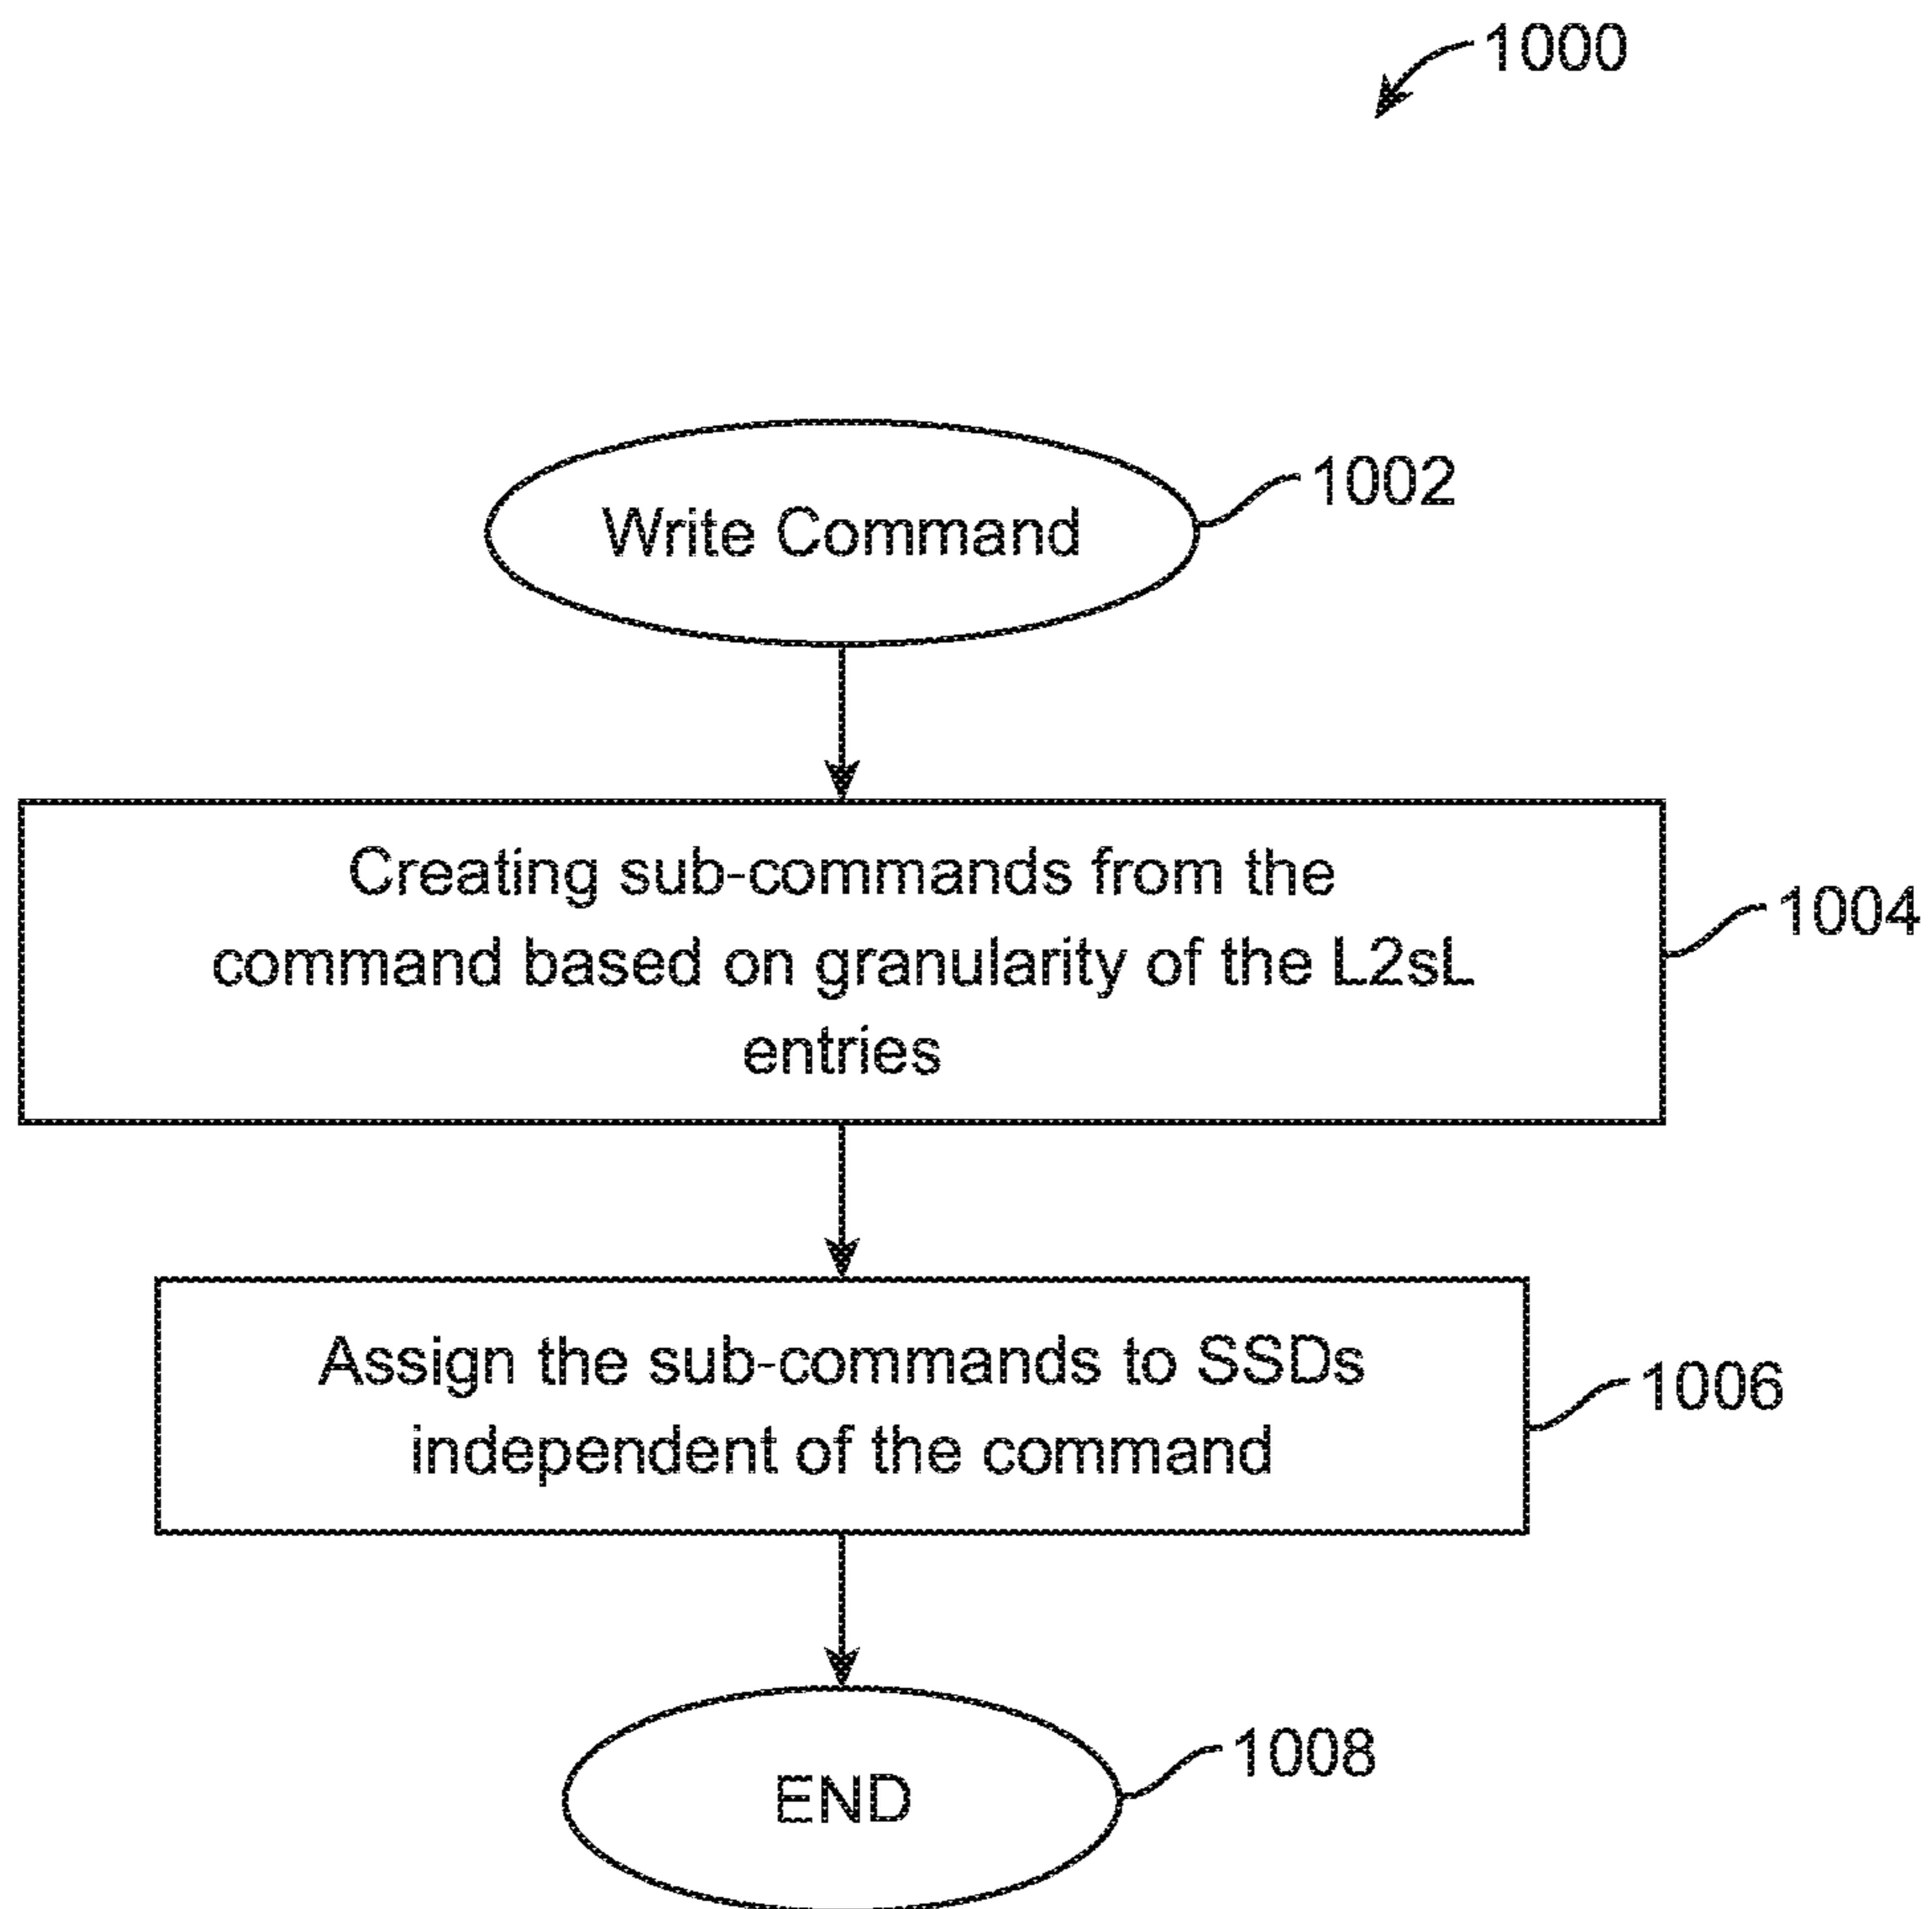 1000
Write Command
1002
Creating sub-commands from the
command based on granularity of the L2sL
entries
1004
Assign the sub-commands to SSDs
independent of the command
1006
END
1008